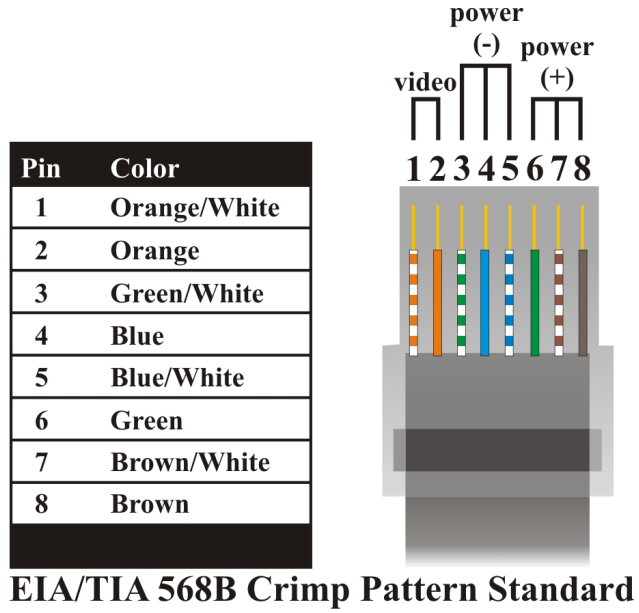 power
(-)
power
(+)
video
1 2 3 4 5 6 7 8
Pin Color
1 Orange/White
2 Orange
3 Green/White
4 Blue
5 Blue/White
6 Green
7 Brown/White
8 Brown
EIA/TIA 568B Crimp Pattern Standard